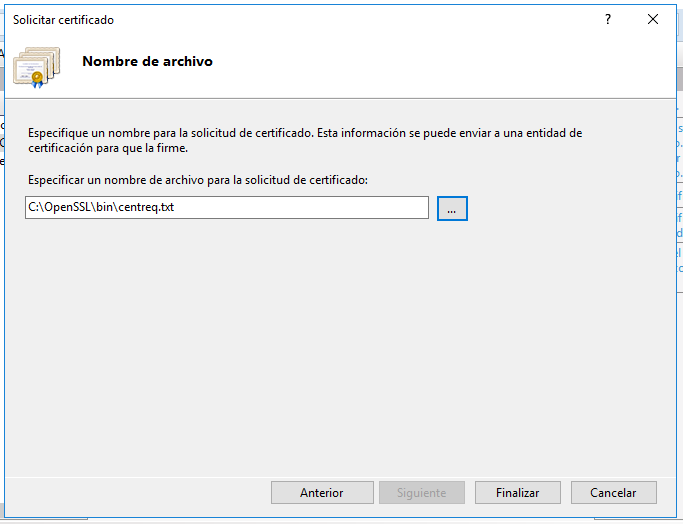 Solicitar certificado
?
Nombre de archivo
Especifique un nombre para la solicitud de certificado. Esta información se puede enviar a una entidad de
certificación para que la firme.
Especificar un nombre de archivo para la solicitud de certificado:
C:\OpenSSL\bin\centreq.txt
...
Anterior
Siguiente
Finalizar
Cancelar